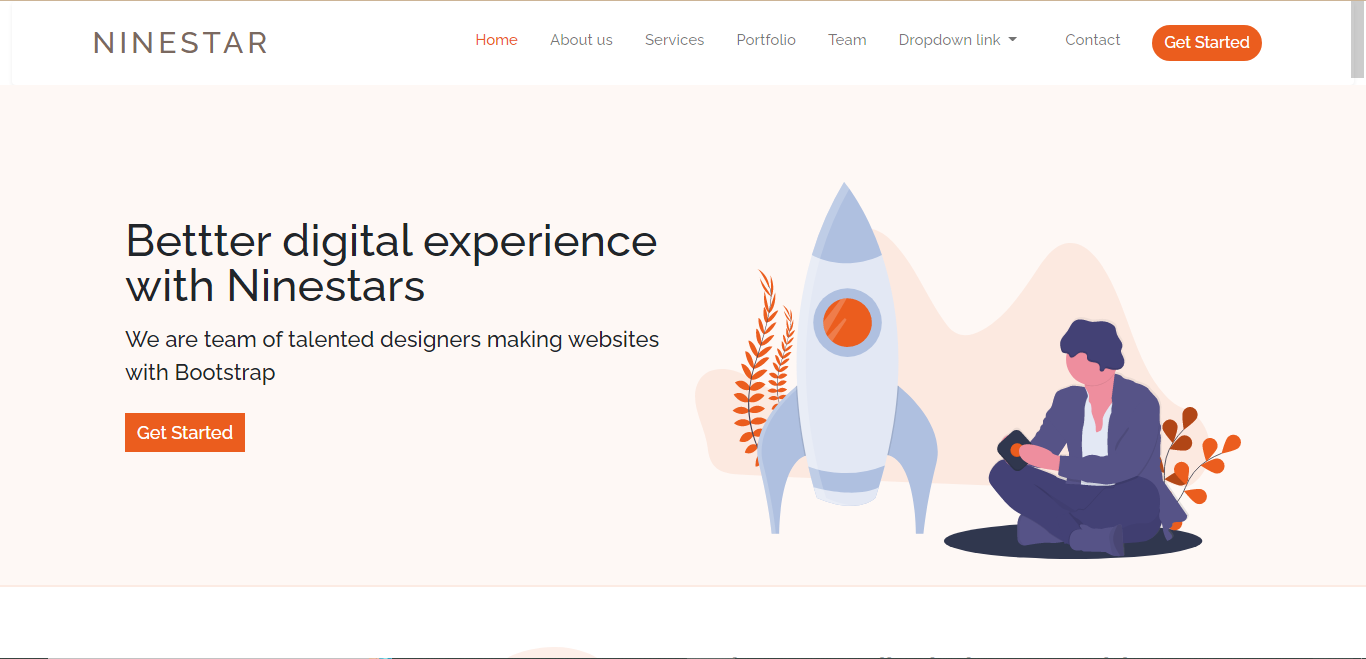 NINESTAR
Home About us Services Portfolio Team Dropdown link Contact Get Started
Bettter digital experience
with Ninestars
We are team of talented designers making websites
with Bootstrap
Get Started